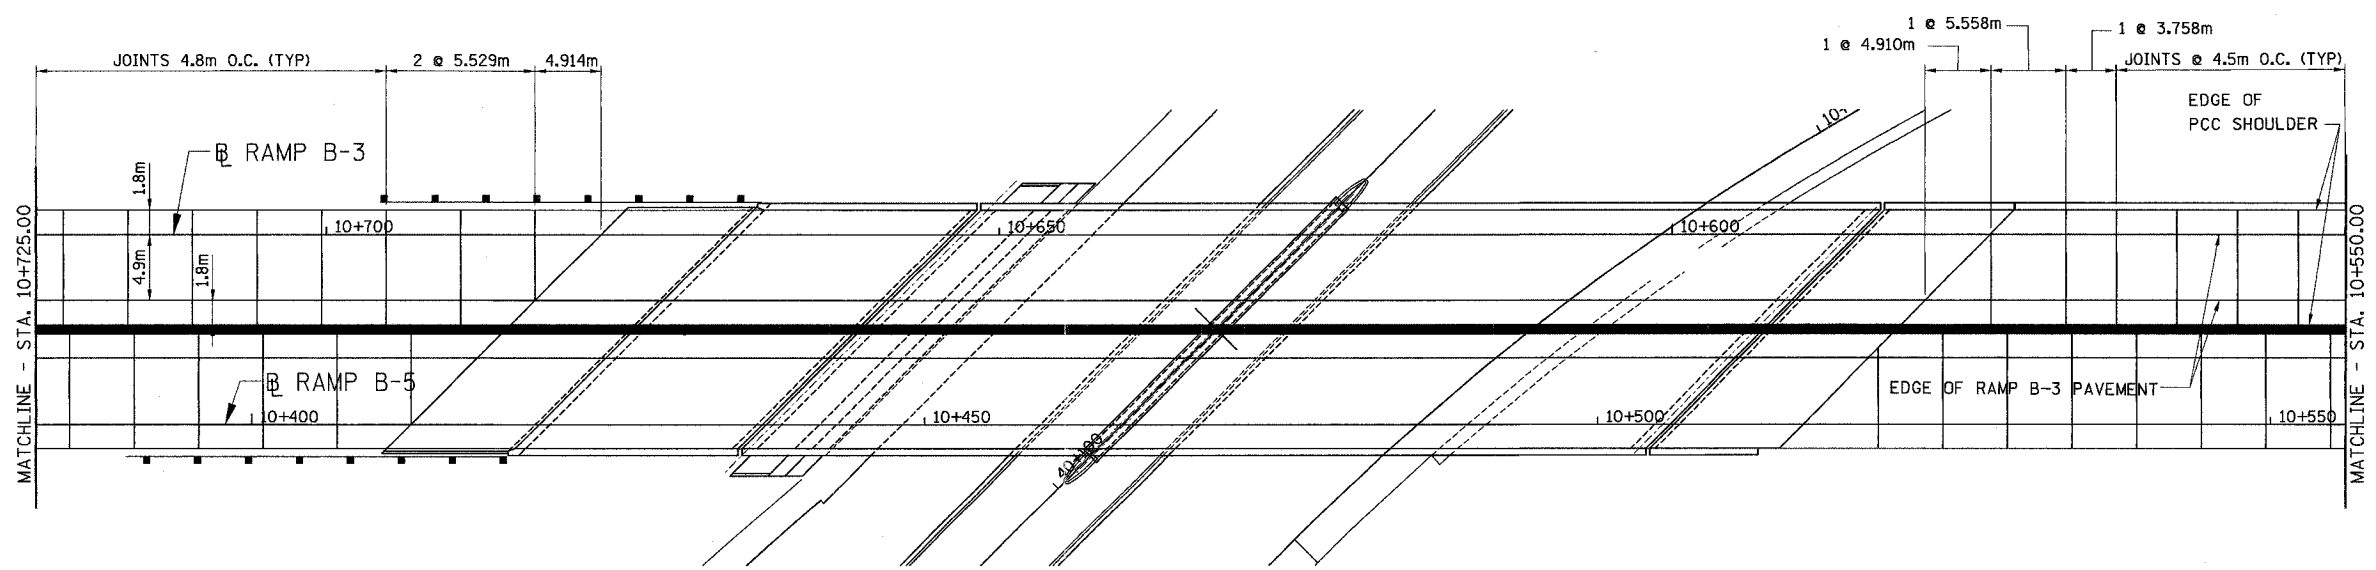 1 @ 5.558m
1 @ 3.758m
1 @ 4.910m
JOINTS 4.8m O.C. (TYP)
2 @ 5.529m
4.914m
JOINTS @ 4.5m O.C. (TYP)
EDGE OF
PCC SHOULDER
BL RAMP B-3
1.8m
10+700
10+650
10+600
4.9m
1.8m
MATCHLINE - STA. 10+725.00
MATCHLINE - STA. 10+550.00
BL RAMP B-5
EDGE OF RAMP B-3 PAVEMENT
10+400
10+450
10+500
10+550